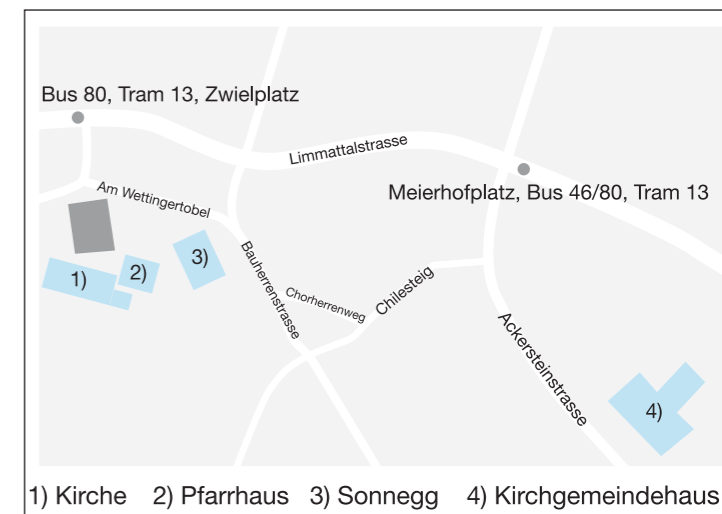 Bus 80, Tram 13, Zwielplatz
Limmattalstrasse
Meierhofplatz, Bus 46/80, Tram 13
Am Wettingertobel
1)
2)
3)
Bauherrenstrasse
Chorherrenweg
Chilesteig
Ackersteinstrasse
4)
1) Kirche 2) Pfarrhaus 3) Sonnegg 4) Kirchgemeindehaus